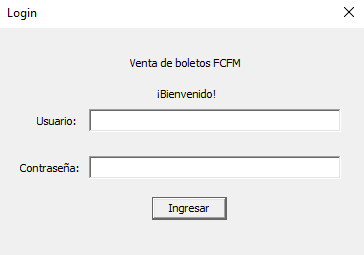 Login
Venta de boletos FCFM
¡Bienvenido!
Usuario:
Contraseña:
Ingresar